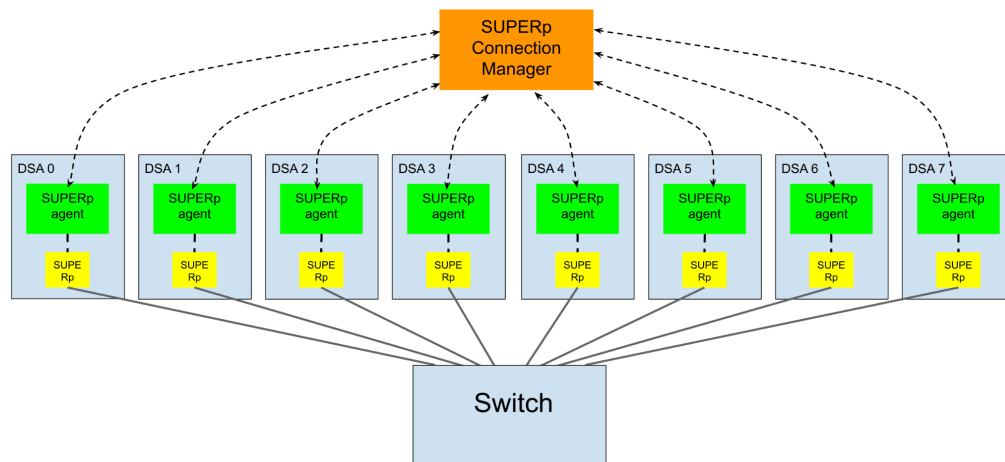 SUPERp
Connection
Manager
DSA 0
SUPERp
agent
SUPE
Rp
DSA 1
SUPERp
agent
SUPE
Rp
DSA 2
SUPERp
agent
SUPE
Rp
DSA 3
SUPERp
agent
SUPE
Rp
DSA 4
SUPERp
agent
SUPE
Rp
DSA 5
SUPERp
agent
SUPE
Rp
DSA 6
SUPERp
agent
SUPE
Rp
DSA 7
SUPERp
agent
SUPE
Rp
Switch